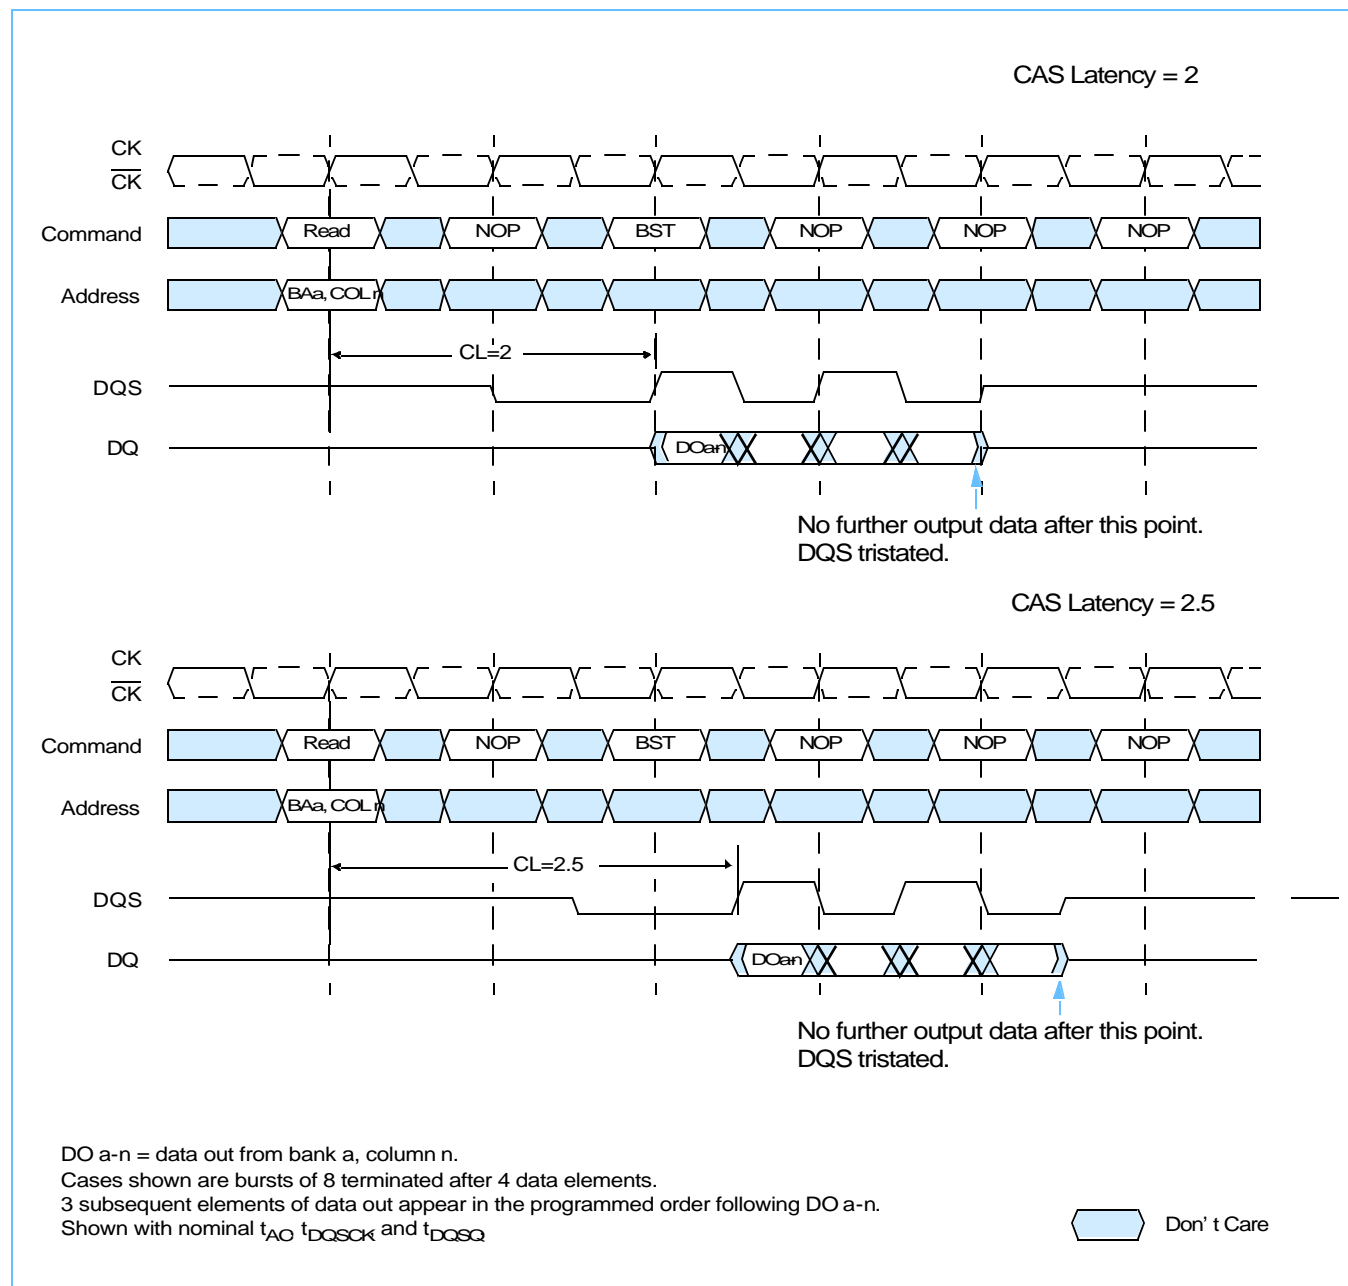 CAS Latency = 2
CK
CK
Command Read NOP BST NOP NOP NOP
Address BAa, COL n
CL=2
DQS
DQ DOa-n
No further output data after this point.
DQS tristated.
CAS Latency = 2.5
CK
CK
Command Read NOP BST NOP NOP NOP
Address BAa, COL n
CL=2.5
DQS
DQ DOa-n
No further output data after this point.
DQS tristated.
DO a-n = data out from bank a, column n.
Cases shown are bursts of 8 terminated after 4 data elements.
3 subsequent elements of data out appear in the programmed order following DO a-n.
Shown with nominal tAC, tDQSCK, and tDQSQ
Don't Care